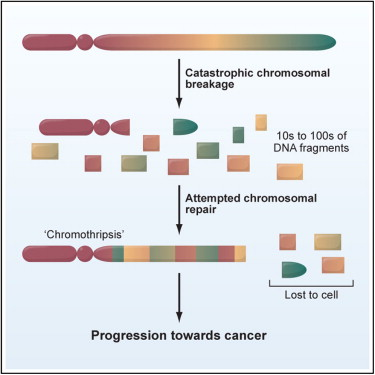 Catastrophic chromosomal
breakage
10s to 100s of
DNA fragments
Attempted chromosomal
repair
‘Chromothripsis’
Lost to cell
Progression towards cancer